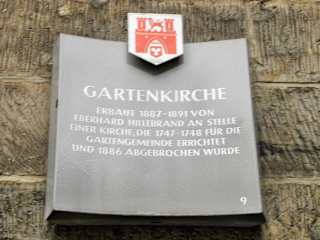 GARTENKIRCHE
ERBAUT 1887-1891 VON
EBERHARD HILLEBRAND AN STELLE
EINER KIRCHE, DIE 1747-1748 FÜR DIE
GARTENGEMEINDE ERRICHTET
UND 1886 ABGEBROCHEN WURDE
9